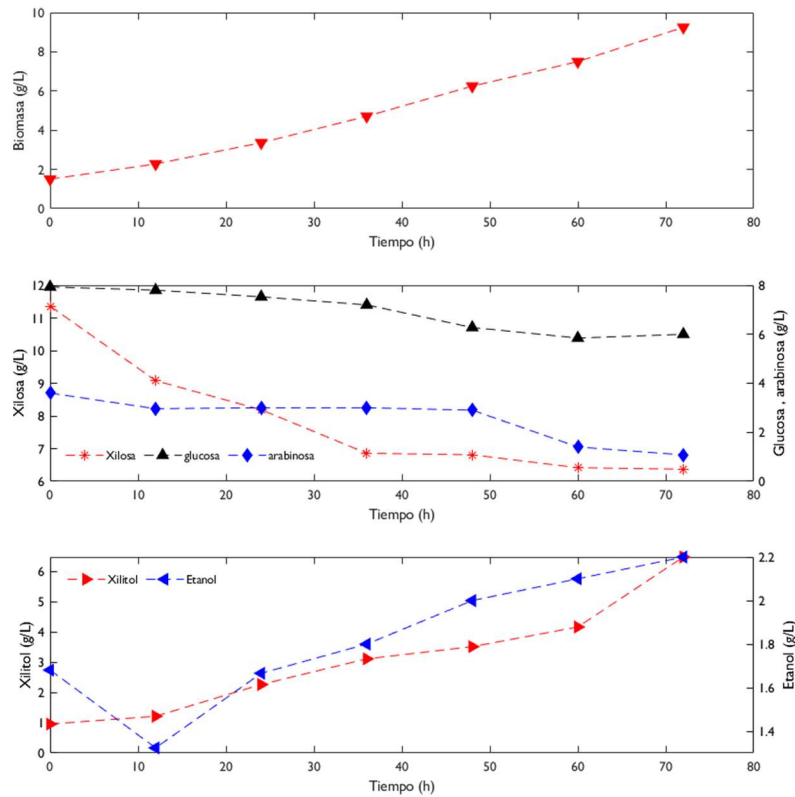 10
8
6
4
2
0
Biomasa (g/L)
0 10 20 30 40 50 60 70 80
Tiempo (h)
12
11
10
9
8
7
6
Xilosa (g/L)
8
6
4
2
0
Glucosa , arabinosa (g/L)
Xilosa glucosa arabinosa
0 10 20 30 40 50 60 70 80
Tiempo (h)
Xilitol Etanol
6
5
4
3
2
1
0
Xilitol (g/L)
2.2
2
1.8
1.6
1.4
Etanol (g/L)
0 10 20 30 40 50 60 70 80
Tiempo (h)